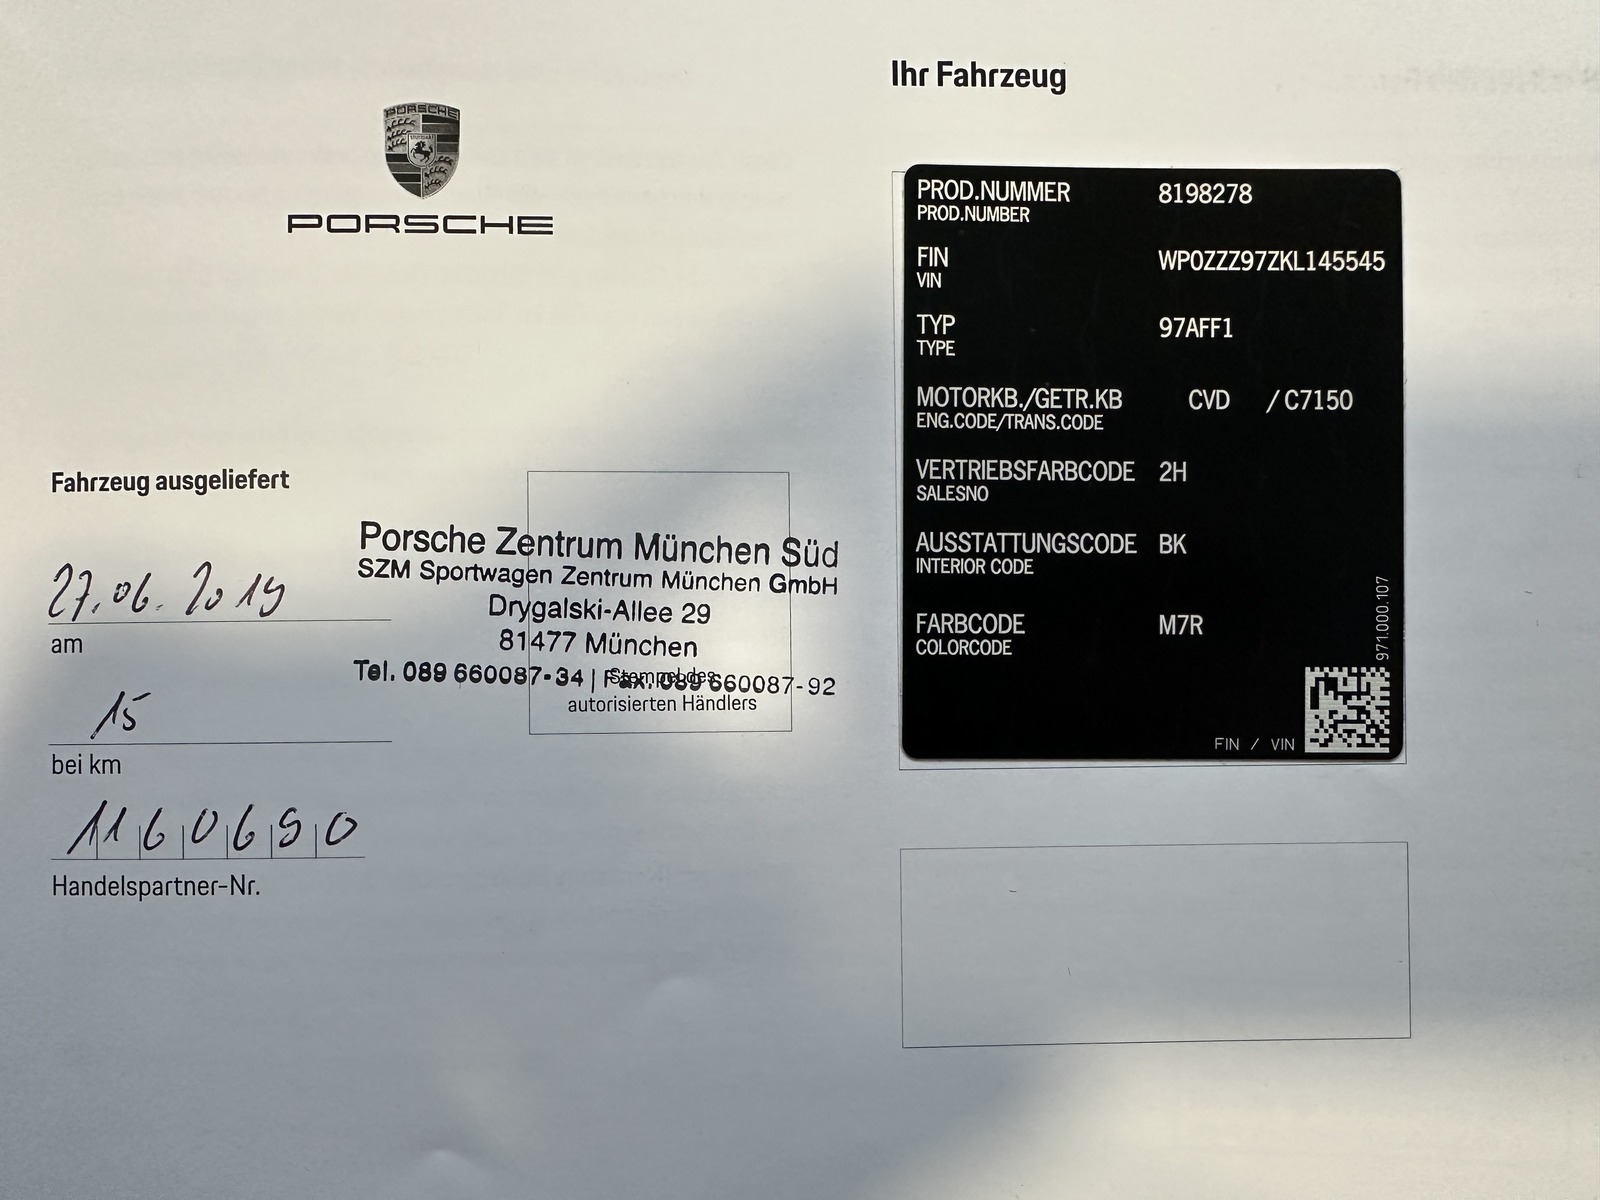 PORSCHE
PORSCHE
Fahrzeug ausgeliefert
27.06.2019
am
15
bei km
1160690
Handelspartner-Nr.
Porsche Zentrum München Süd
SZM Sportwagen Zentrum München GmbH
Drygalski-Allee 29
81477 München
Tel. 089 660087-34 | Fax. 089 660087-92
Stempel des
autorisierten Händlers
Ihr Fahrzeug
PROD.NUMMER 8198278
PROD.NUMBER
FIN WP0ZZZ97ZKL145545
VIN
TYP 97AFF1
TYPE
MOTORKB./GETR.KB CVD / C7150
ENG.CODE/TRANS.CODE
VERTRIEBSFARBCODE 2H
SALESNO
AUSSTATTUNGSCODE BK
INTERIOR CODE
FARBCODE M7R
COLORCODE
971.000.107
FIN / VIN